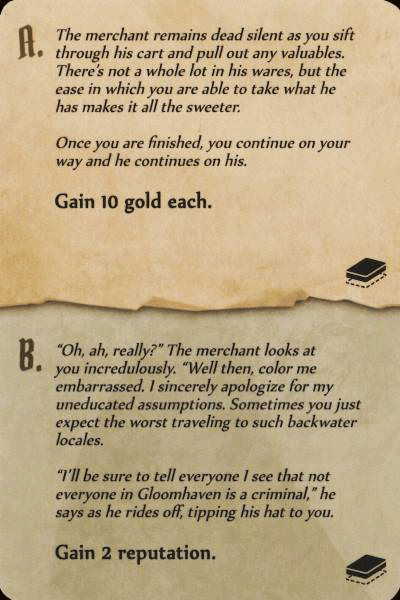 A. The merchant remains dead silent as you sift
through his cart and pull out any valuables.
There's not a whole lot in his wares, but the
ease in which you are able to take what he
has makes it all the sweeter.
Once you are finished, you continue on your
way and he continues on his.
Gain 10 gold each.
B. “Oh, ah, really?” The merchant looks at
you incredulously. “Well then, color me
embarrassed. I sincerely apologize for my
uneducated assumptions. Sometimes you just
expect the worst traveling to such backwater
locales.
“I'll be sure to tell everyone I see that not
everyone in Gloomhaven is a criminal,” he
says as he rides off, tipping his hat to you.
Gain 2 reputation.